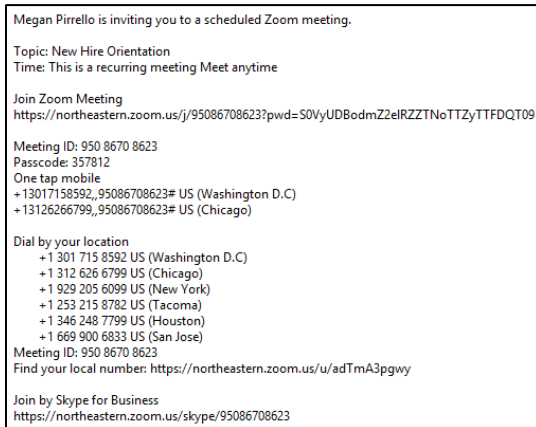 Megan Pirrello is inviting you to a scheduled Zoom meeting.
Topic: New Hire Orientation
Time: This is a recurring meeting Meet anytime
Join Zoom Meeting
https://northeastern.zoom.us/j/95086708623?pwd=S0VyUDBodmZ2elRZZTNoTTZyTTFDQT09
Meeting ID: 950 8670 8623
Passcode: 357812
One tap mobile
+13017158592,,95086708623# US (Washington D.C)
+13126266799,,95086708623# US (Chicago)
Dial by your location
+1 301 715 8592 US (Washington D.C)
+1 312 626 6799 US (Chicago)
+1 929 205 6099 US (New York)
+1 253 215 8782 US (Tacoma)
+1 346 248 7799 US (Houston)
+1 669 900 6833 US (San Jose)
Meeting ID: 950 8670 8623
Find your local number: https://northeastern.zoom.us/u/adTmA3pgwy
Join by Skype for Business
https://northeastern.zoom.us/skype/95086708623